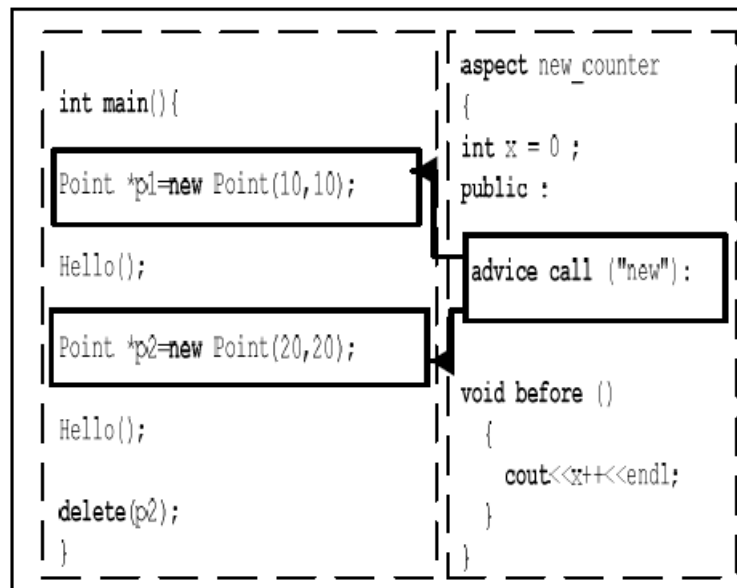 int main(){
Point *p1=new Point(10,10);
Hello();
Point *p2=new Point(20,20);
Hello();
delete(p2);
}
aspect new_counter
{
int x = 0 ;
public :
advice call ("new"):
void before ()
{
cout<<x++<<endl;
}
}